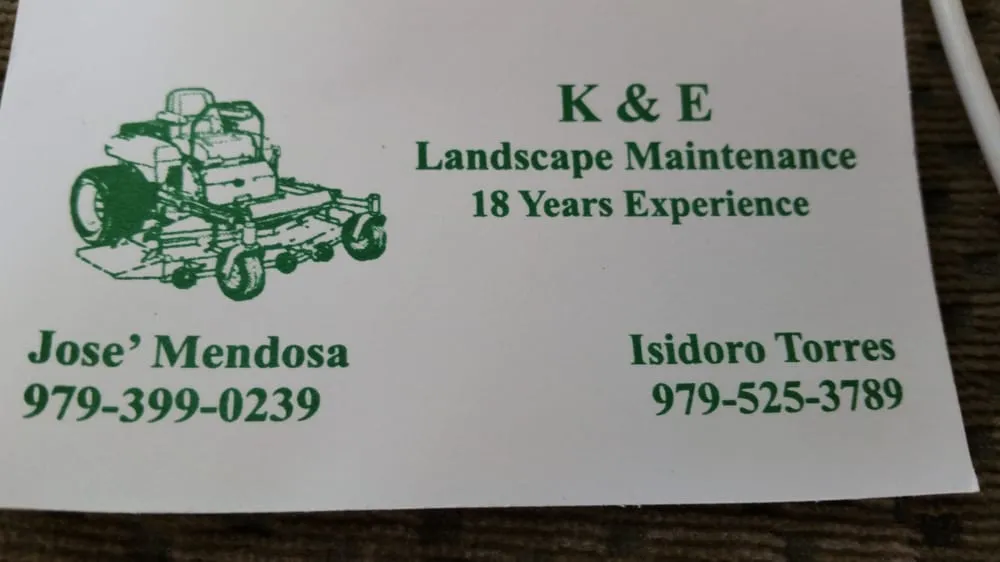 K & E
Landscape Maintenance
18 Years Experience
Jose' Mendosa
979-399-0239
Isidoro Torres
979-525-3789